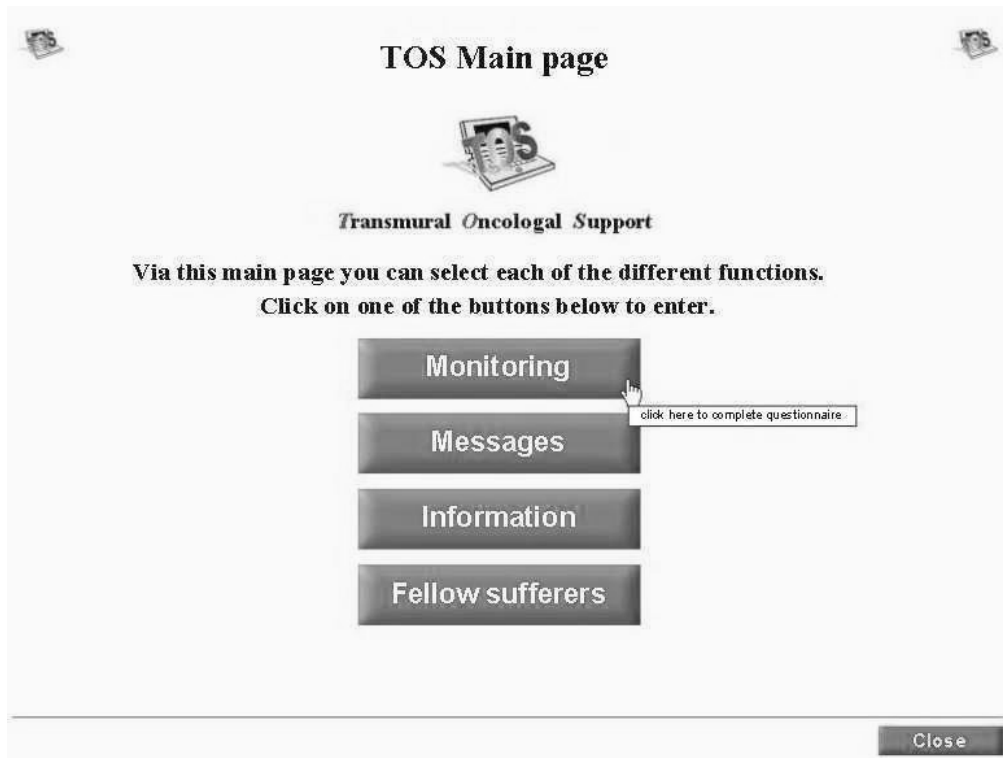 TOS
TOS
TOS Main page
TOS
Transmural Oncologal Support
Via this main page you can select each of the different functions.
Click on one of the buttons below to enter.
Monitoring
click here to complete questionnaire
Messages
Information
Fellow sufferers
Close